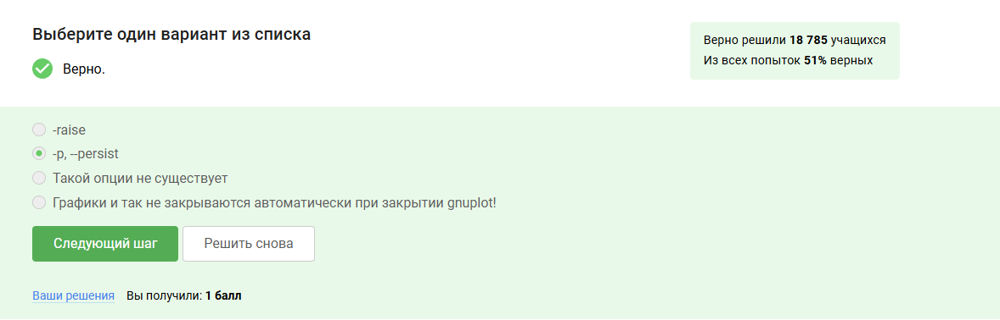 Выберите один вариант из списка
Верно.
Верно решили 18 785 учащихся
Из всех попыток 51% верных
-raise
-p, --persist
Такой опции не существует
Графики и так не закрываются автоматически при закрытии gnuplot!
Следующий шаг
Решить снова
Ваши решения Вы получили: 1 балл